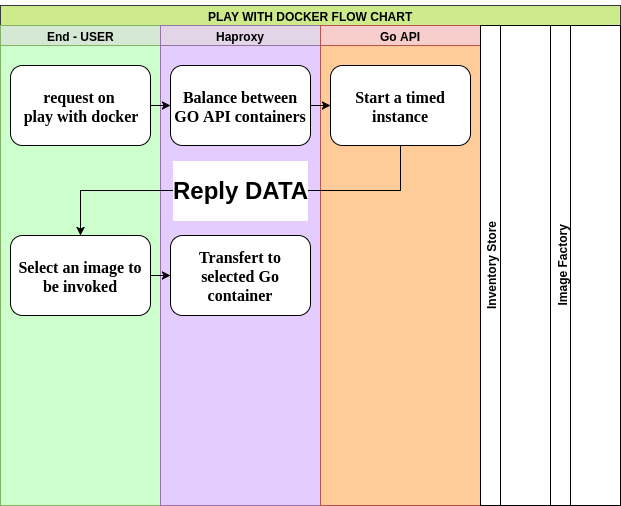 PLAY WITH DOCKER FLOW CHART
End - USER
Haproxy
Go API
request on
play with docker
Balance between
GO API containers
Start a timed
instance
Reply DATA
Select an image to
be invoked
Transfert to
selected Go
container
Inventory Store
Image Factory